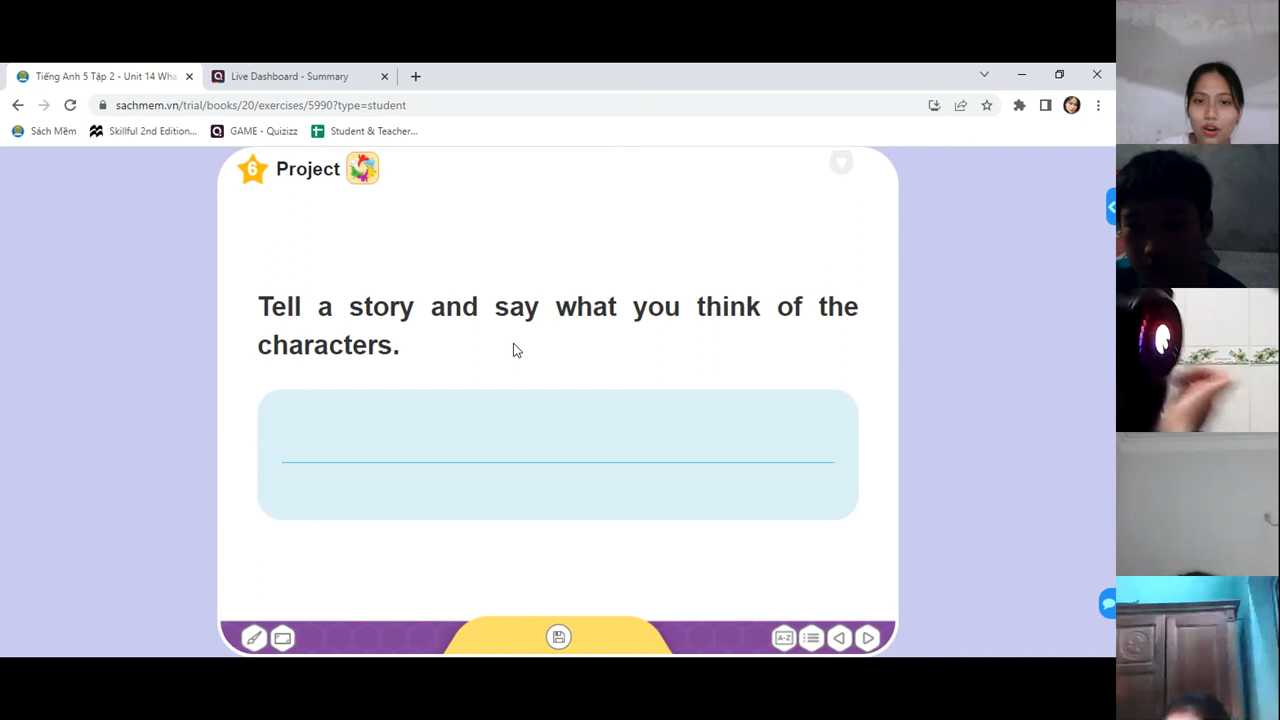 Tiếng Anh 5 Tập 2 - Unit 14 Wha
Live Dashboard - Summary
sachmem.vn/trial/books/20/exercises/5990?type=student
Sách Mềm
Skillful 2nd Edition...
GAME - Quizizz
Student & Teacher...
6 Project
Tell a story and say what you think of the
characters.
A-Z